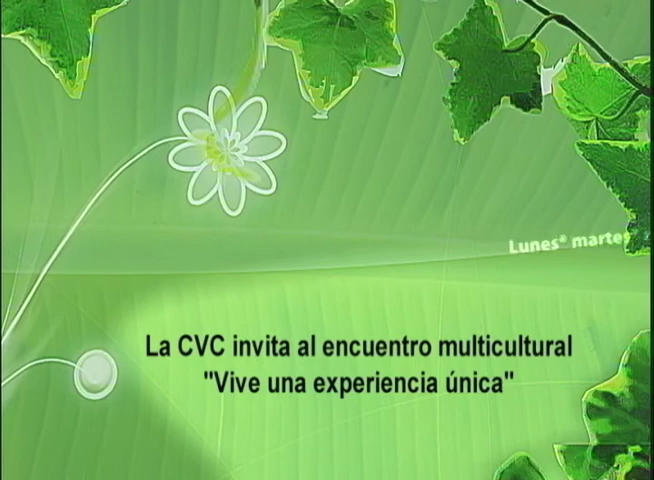 Lunes° martes
La CVC invita al encuentro multicultural
"Vive una experiencia única"